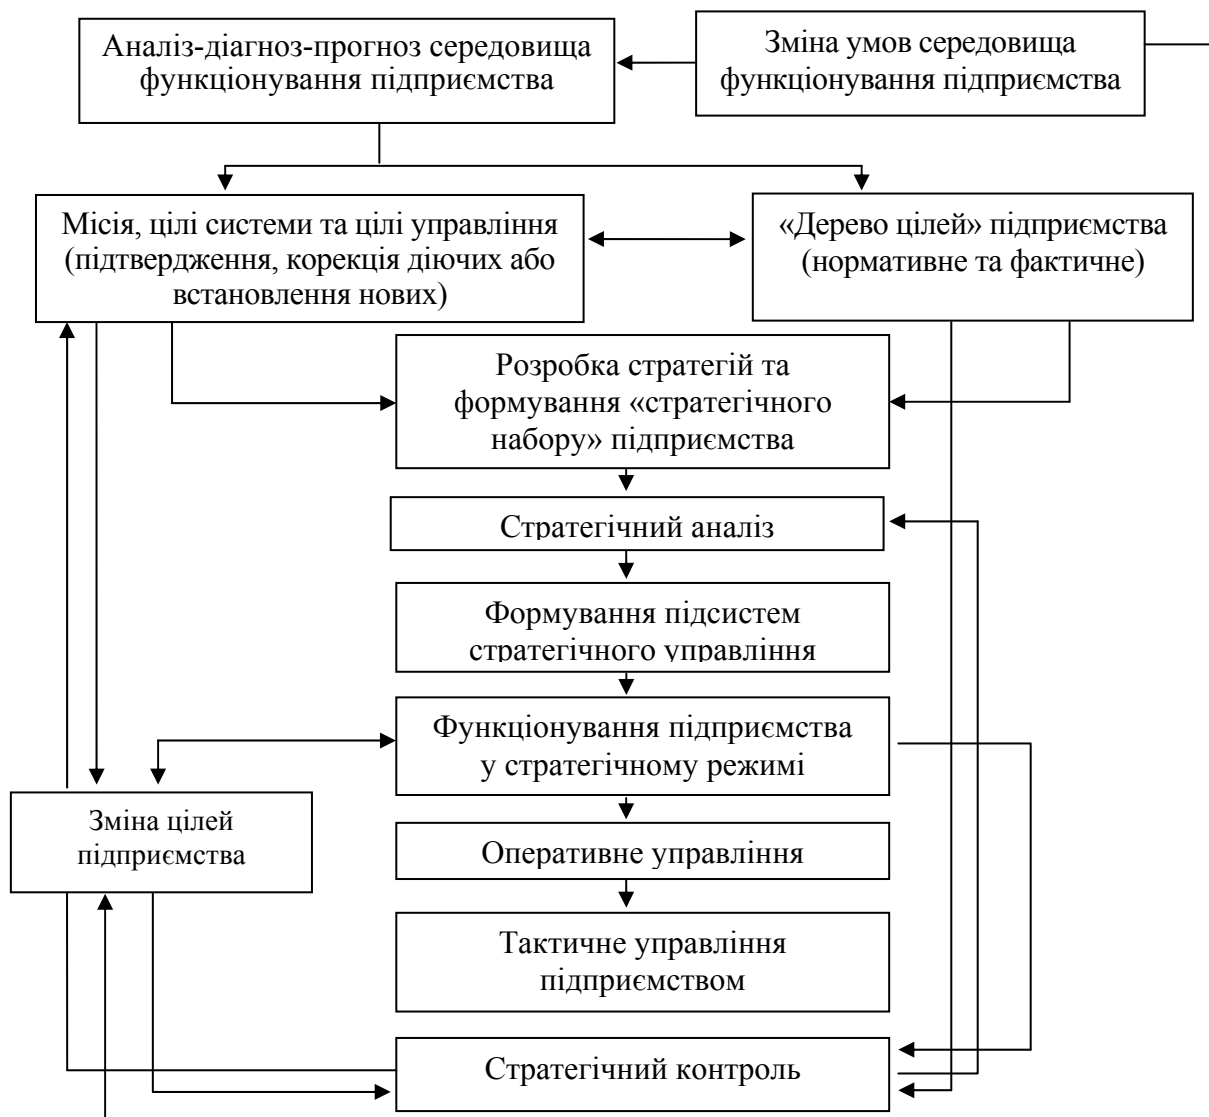 Аналіз-діагноз-прогноз середовища
функціонування підприємства
Зміна умов середовища
функціонування підприємства
Місія, цілі системи та цілі управління
(підтвердження, корекція діючих або
встановлення нових)
«Дерево цілей» підприємства
(нормативне та фактичне)
Розробка стратегій та
формування «стратегічного
набору» підприємства
Стратегічний аналіз
Формування підсистем
стратегічного управління
Функціонування підприємства
у стратегічному режимі
Зміна цілей
підприємства
Оперативне управління
Тактичне управління
підприємством
Стратегічний контроль